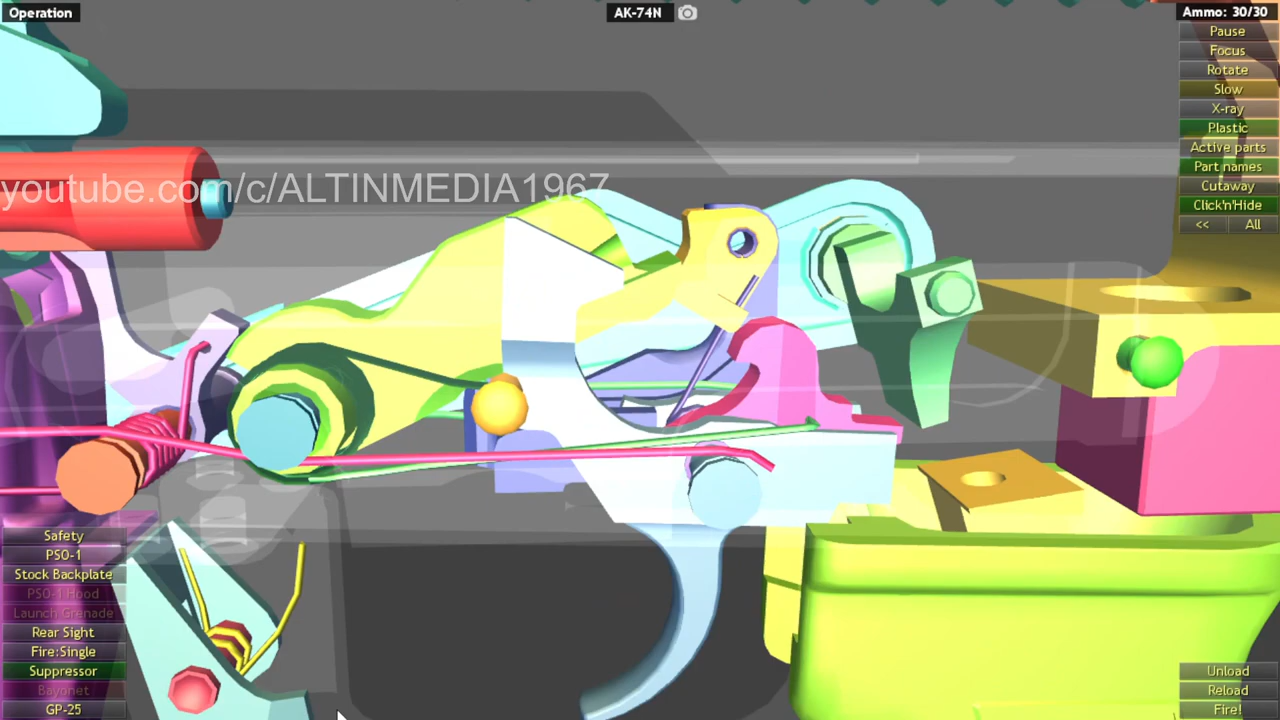 Operation
AK-74N
Ammo: 30/30
Pause
Focus
Rotate
Slow
X-ray
Plastic
Active parts
Part names
Cutaway
Click'n'Hide
<< All
youtube.com/c/ALTINMEDIA1967
Safety
PSO-1
Stock Backplate
PSO-1 Hood
Launch Grenade
Rear Sight
Fire:Single
Suppressor
Bayonet
GP-25
Unload
Reload
Fire!